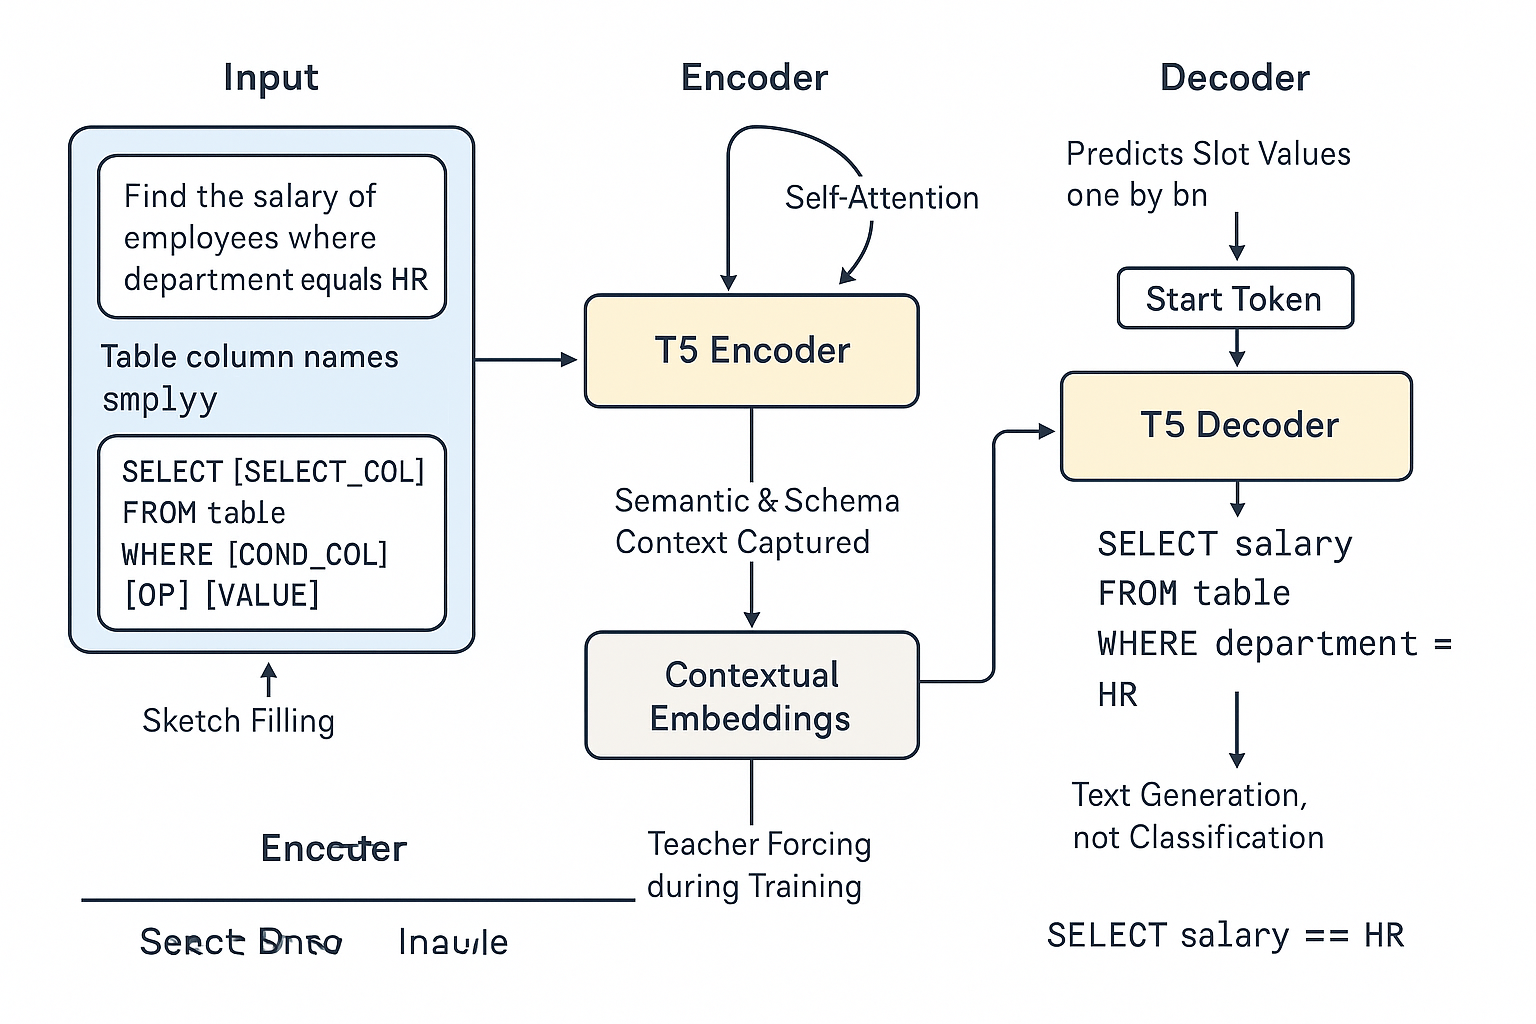 Input
Find the salary of
employees where
department equals HR
Table column names
smplyy
SELECT [SELECT_COL]
FROM table
WHERE [COND_COL]
[OP] [VALUE]
Sketch Filling
Encoder
Self-Attention
T5 Encoder
Semantic & Schema
Context Captured
Contextual
Embeddings
Teacher Forcing
during Training
Decoder
Predicts Slot Values
one by bn
Start Token
T5 Decoder
SELECT salary
FROM table
WHERE department =
HR
Text Generation,
not Classification
SELECT salary == HR